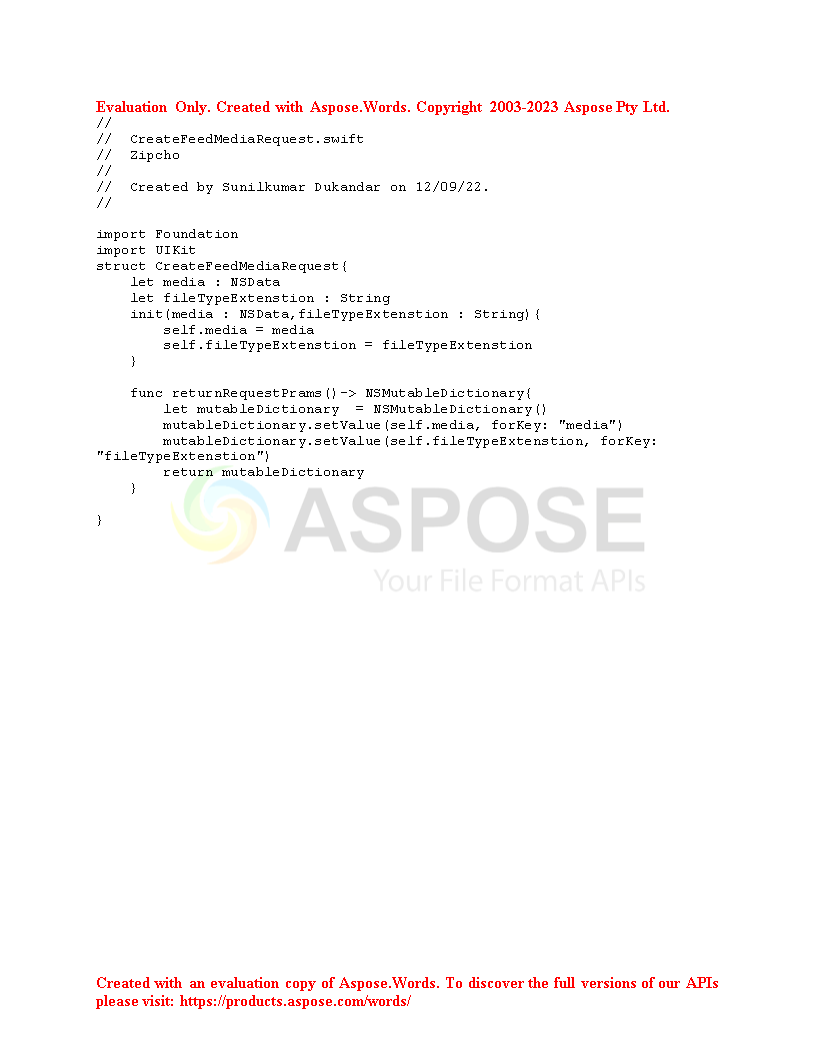 Evaluation Only. Created with Aspose.Words. Copyright 2003-2023 Aspose Pty Ltd.
//
//  CreateFeedMediaRequest.swift
//  Zipcho
//
//  Created by Sunilkumar Dukandar on 12/09/22.
//

import Foundation
import UIKit
struct CreateFeedMediaRequest{
    let media : NSData
    let fileTypeExtenstion : String
    init(media : NSData,fileTypeExtenstion : String){
        self.media = media
        self.fileTypeExtenstion = fileTypeExtenstion
    }

    func returnRequestPrams()-> NSMutableDictionary{
        let mutableDictionary  = NSMutableDictionary()
        mutableDictionary.setValue(self.media, forKey: "media")
        mutableDictionary.setValue(self.fileTypeExtenstion, forKey:
"fileTypeExtenstion")
        return mutableDictionary
    }

}
ASPOSE
Your File Format APIs
Created with an evaluation copy of Aspose.Words. To discover the full versions of our APIs
please visit: https://products.aspose.com/words/